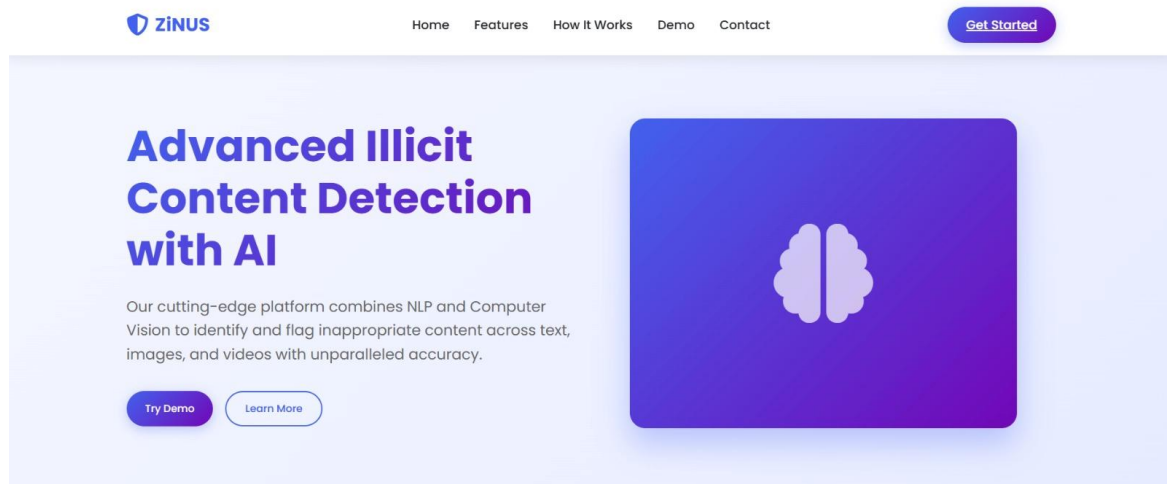 ZiNUS
Home Features How It Works Demo Contact
Get Started
Advanced Illicit
Content Detection
with AI
Our cutting-edge platform combines NLP and Computer
Vision to identify and flag inappropriate content across text,
images, and videos with unparalleled accuracy.
Try Demo Learn More